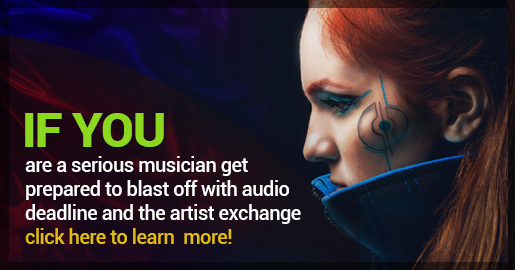 IF YOU
are a serious musician get
prepared to blast off with audio
deadline and the artist exchange
click here to learn more!